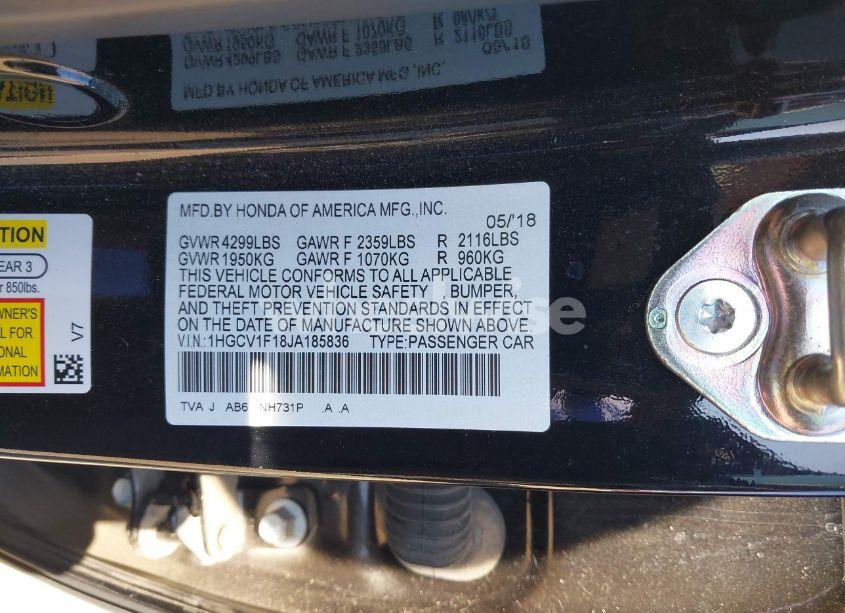 MFD.BY HONDA OF AMERICA MFG.,INC.
05/'18
GVWR 4299LBS GAWR F 2359LBS R 2116LBS
GVWR 1950KG GAWR F 1070KG R 960KG
THIS VEHICLE CONFORMS TO ALL APPLICABLE
FEDERAL MOTOR VEHICLE SAFETY , BUMPER,
AND THEFT PREVENTION STANDARDS IN EFFECT
ON THE DATE OF MANUFACTURE SHOWN ABOVE.
V.I.N.:1HGCV1F18JA185836 TYPE:PASSENGER CAR
TVA J AB6 NH731P .A .A
EAR 3
850lbs.
WNER'S
FOR
ONAL
RMATION
V7